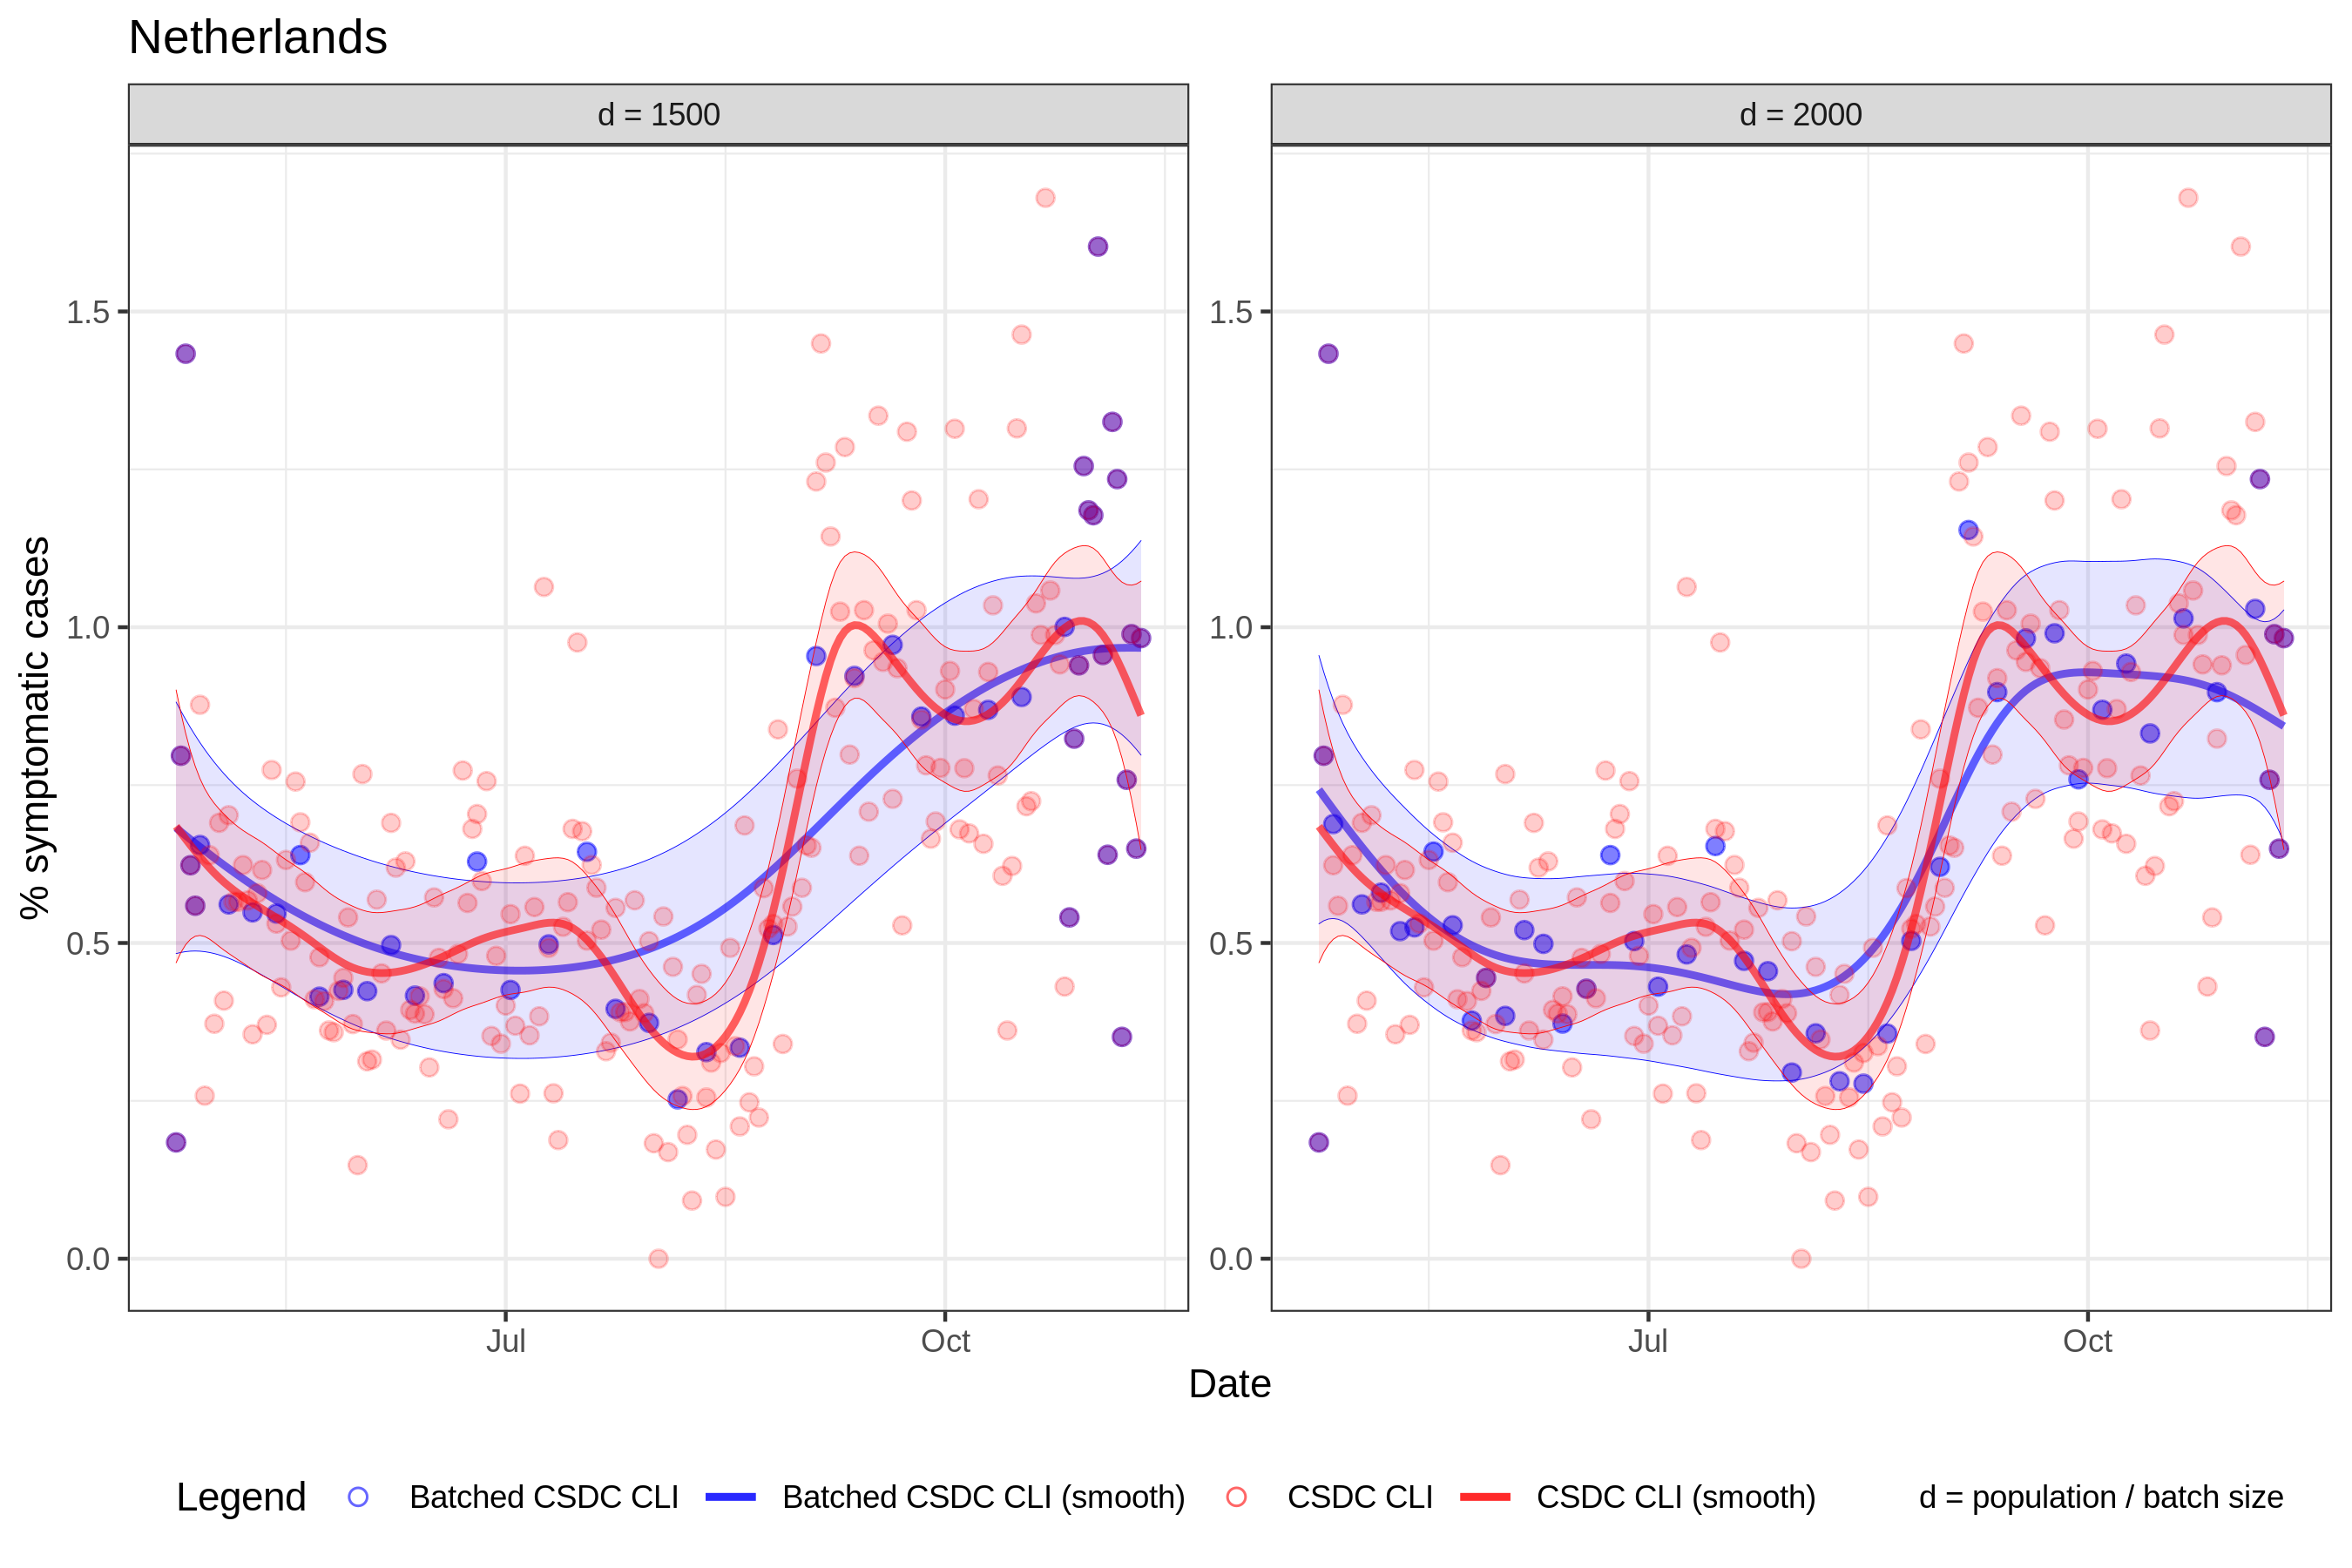 Netherlands
d = 1500
d = 2000
% symptomatic cases
1.5
1.0
0.5
0.0
1.5
1.0
0.5
0.0
Jul
Oct
Jul
Oct
Date
Legend
Batched CSDC CLI
Batched CSDC CLI (smooth)
CSDC CLI
CSDC CLI (smooth)
d = population / batch size